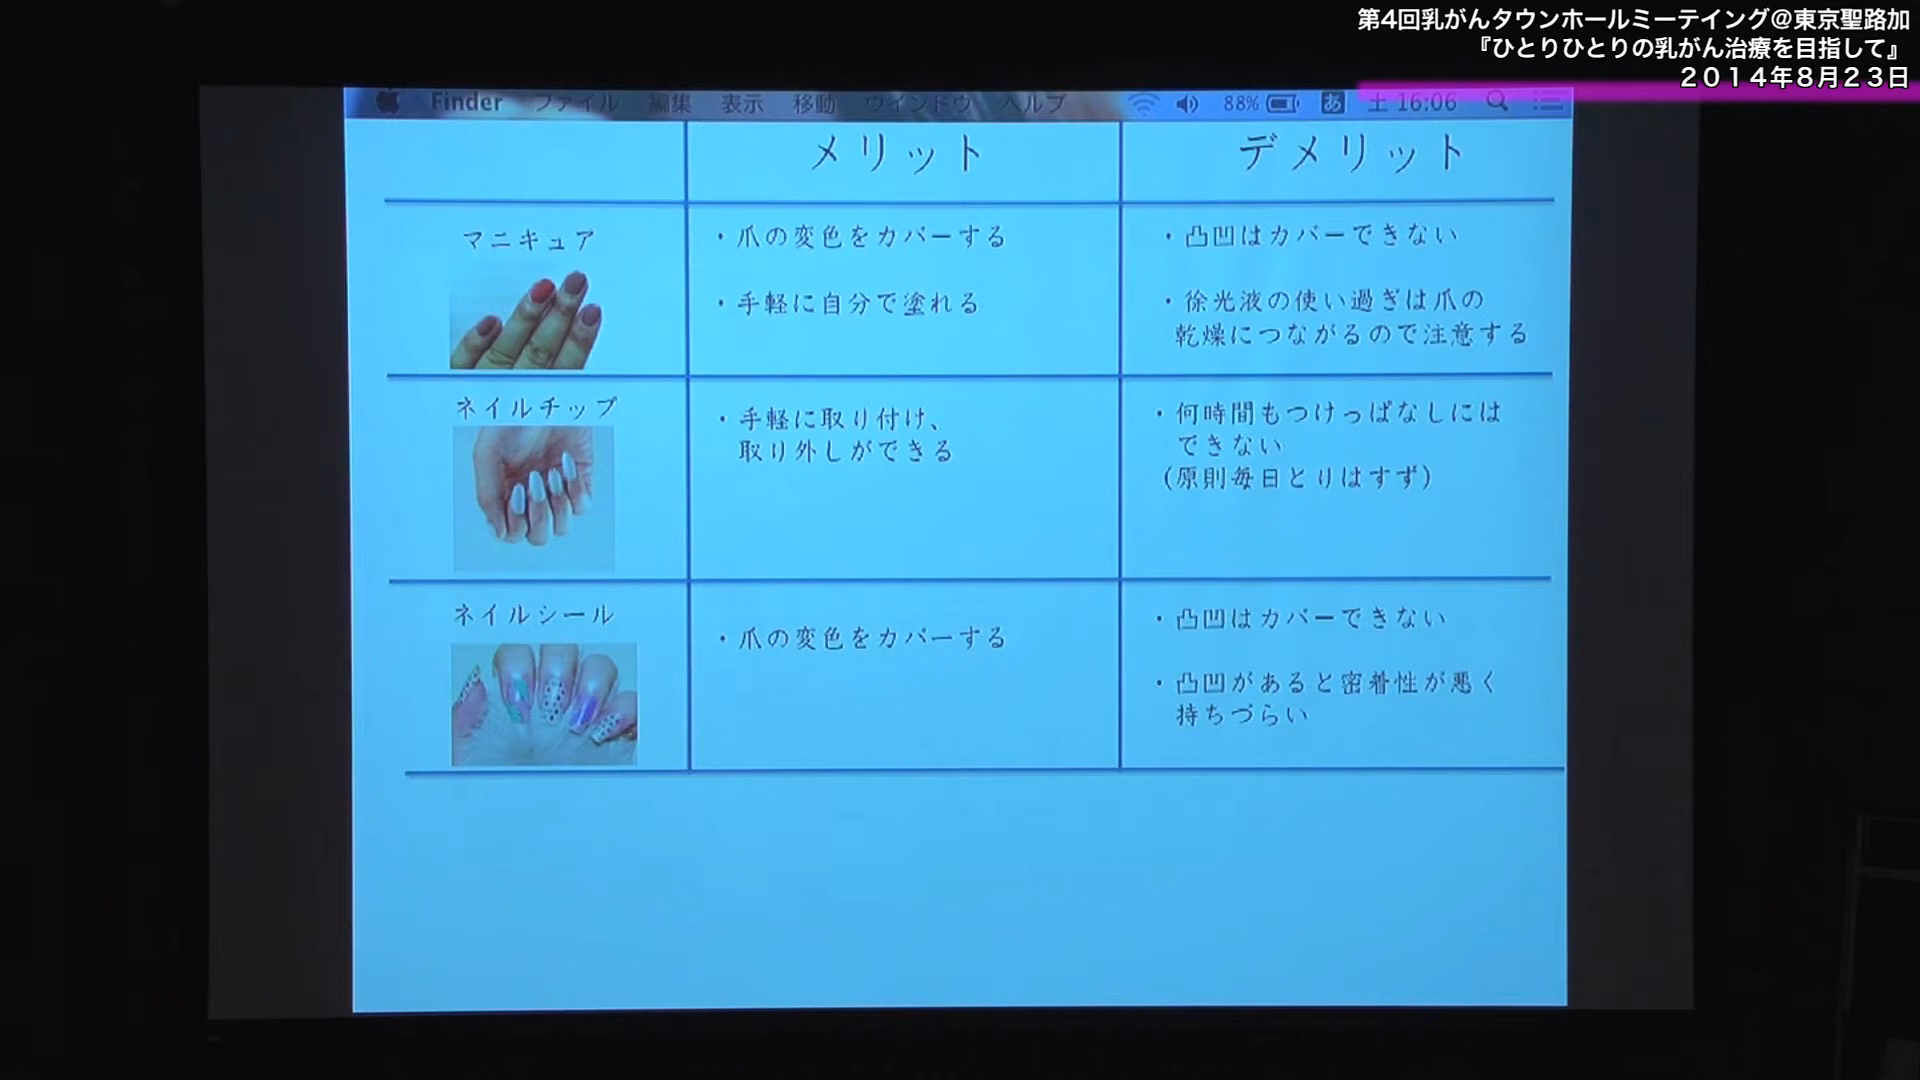 第4回乳がんタウンホールミーテイング@東京聖路加
『ひとりひとりの乳がん治療を目指して』
２０１４年８月２３日
Finder ファイル 編集 表示 移動 ウインドウ ヘルプ 88% あ 土 16:06
メリット
デメリット
マニキュア
・爪の変色をカバーする
・手軽に自分で塗れる
・凸凹はカバーできない
・徐光液の使い過ぎは爪の
乾燥につながるので注意する
ネイルチップ
・手軽に取り付け、
取り外しができる
・何時間もつけっぱなしには
できない
(原則毎日とりはすず)
ネイルシール
・爪の変色をカバーする
・凸凹はカバーできない
・凸凹があると密着性が悪く
持ちづらい